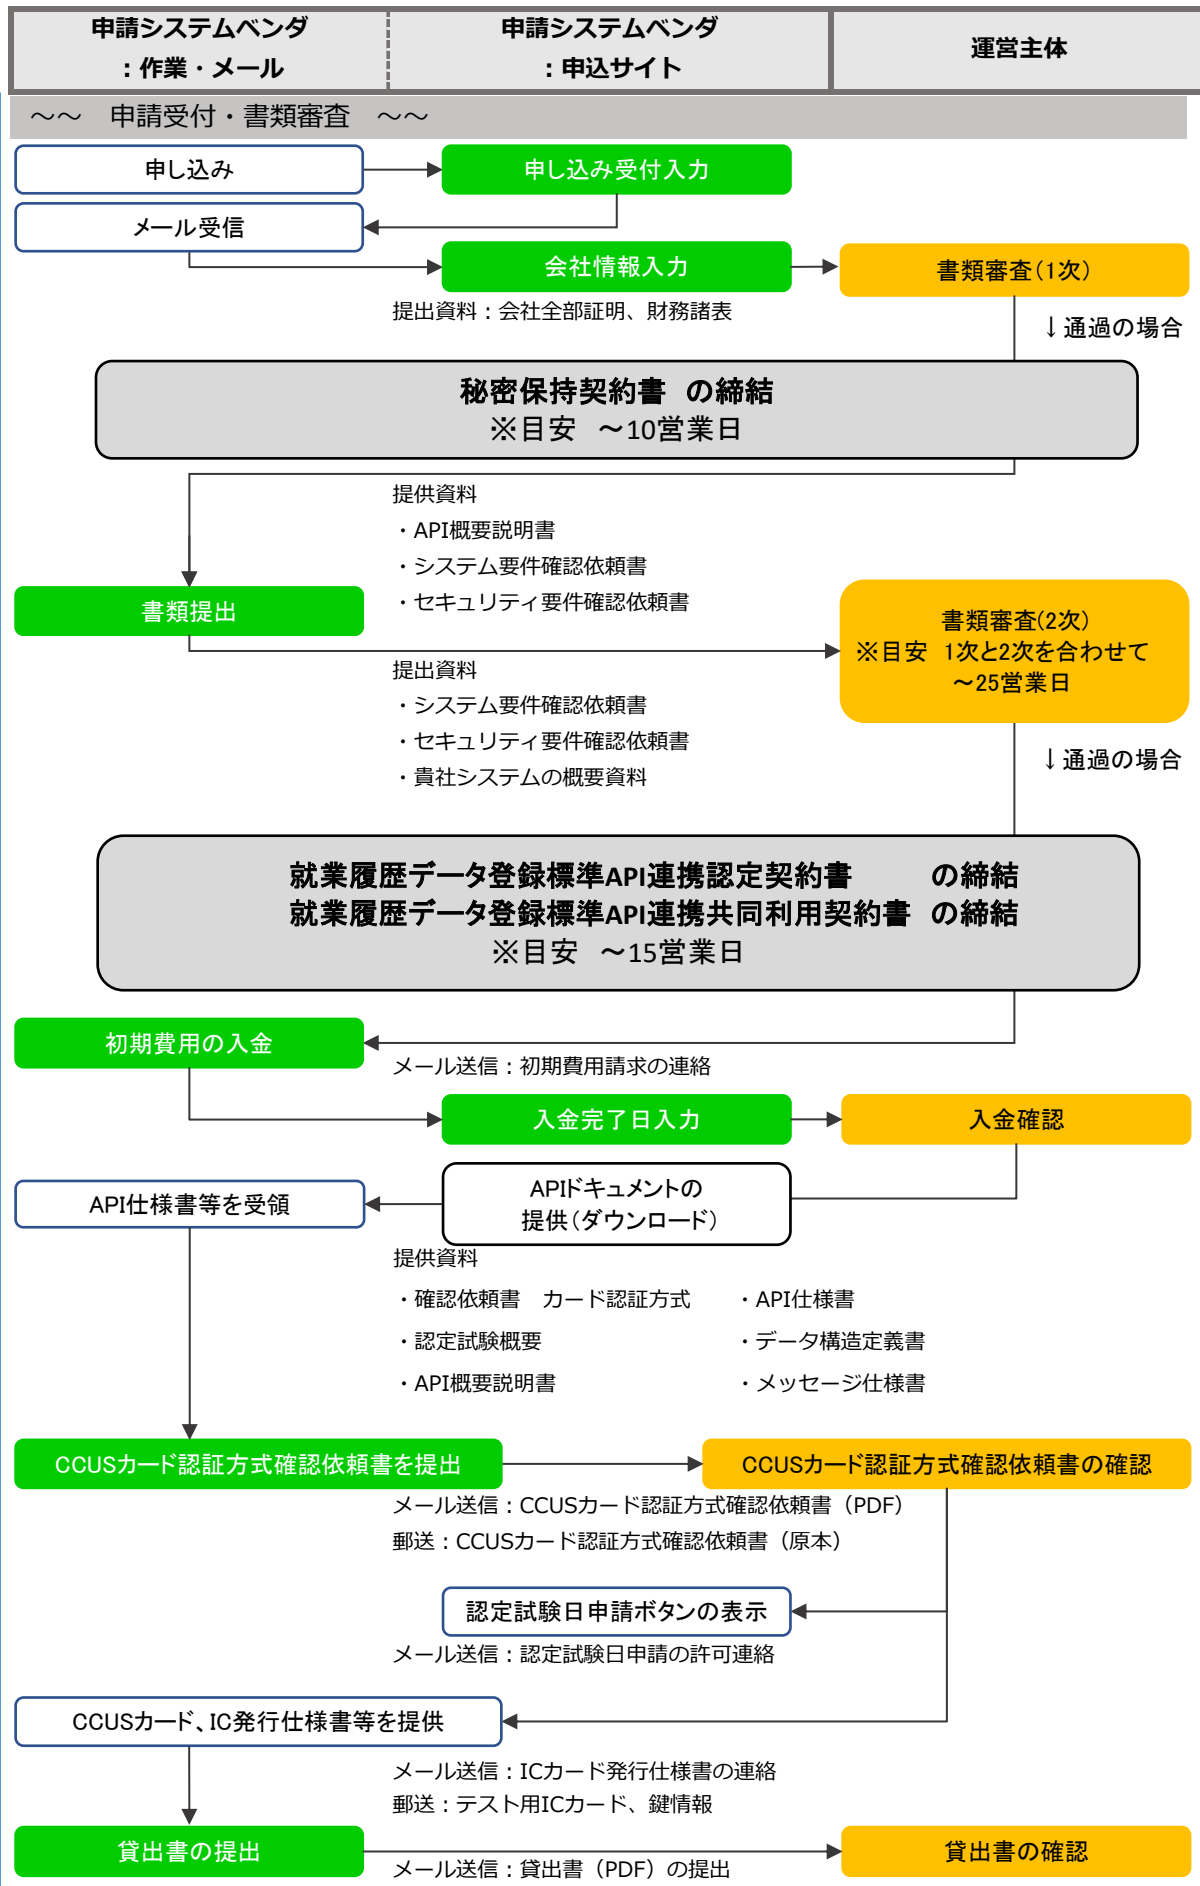 申請システムベンダ
：作業・メール
申請システムベンダ
：申込サイト
運営主体
～～　申請受付・書類審査　～～
申し込み
申し込み受付入力
メール受信
会社情報入力
書類審査(1次)
提出資料：会社全部証明、財務諸表
↓通過の場合
秘密保持契約書　の締結
※目安　～10営業日
提供資料
・API概要説明書
・システム要件確認依頼書
・セキュリティ要件確認依頼書
書類提出
書類審査(2次)
※目安　1次と2次を合わせて
～25営業日
提出資料
・システム要件確認依頼書
・セキュリティ要件確認依頼書
・貴社システムの概要資料
↓通過の場合
就業履歴データ登録標準API連携認定契約書　　　の締結
就業履歴データ登録標準API連携共同利用契約書　の締結
※目安　～15営業日
初期費用の入金
メール送信：初期費用請求の連絡
入金完了日入力
入金確認
API仕様書等を受領
APIドキュメントの
提供(ダウンロード)
提供資料
・確認依頼書　カード認証方式　　・API仕様書
・認定試験概要　　・データ構造定義書
・API概要説明書　　・メッセージ仕様書
CCUSカード認証方式確認依頼書を提出
CCUSカード認証方式確認依頼書の確認
メール送信：CCUSカード認証方式確認依頼書（PDF）
郵送：CCUSカード認証方式確認依頼書（原本）
認定試験日申請ボタンの表示
メール送信：認定試験日申請の許可連絡
CCUSカード、IC発行仕様書等を提供
メール送信：ICカード発行仕様書の連絡
郵送：テスト用ICカード、鍵情報
貸出書の提出
貸出書の確認
メール送信：貸出書（PDF）の提出